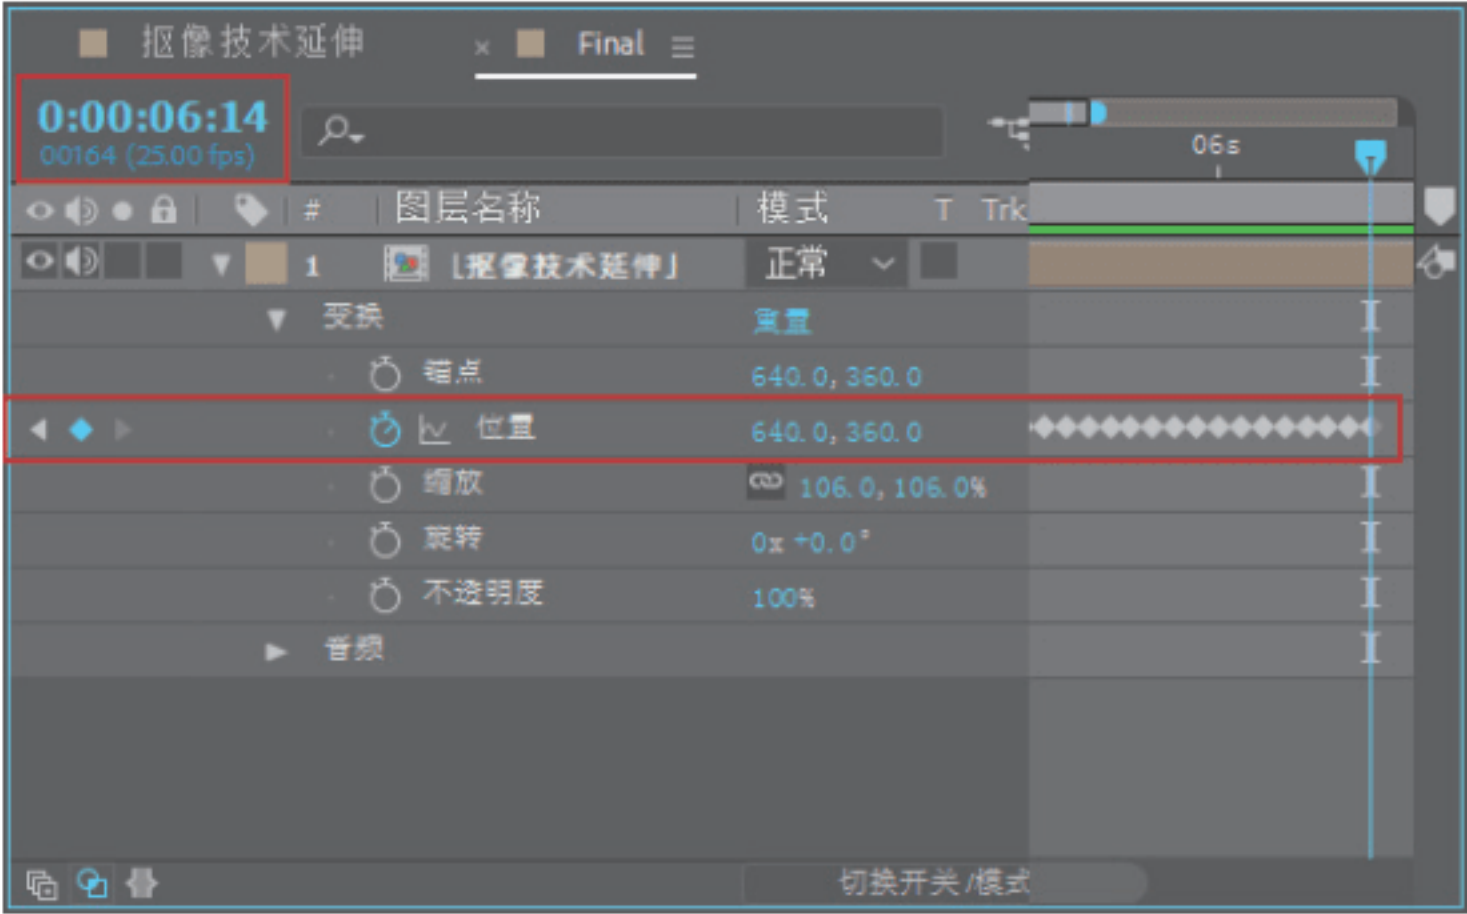 抠像技术延伸 × Final
0:00:06:14
00164 (25.00 fps)
06s
# 图层名称 模式 T Trk
1 [抠像技术延伸] 正常
变换 重置
锚点 640.0,360.0
位置 640.0,360.0
缩放 106.0,106.0%
旋转 0x +0.0°
不透明度 100%
音频
切换开关/模式